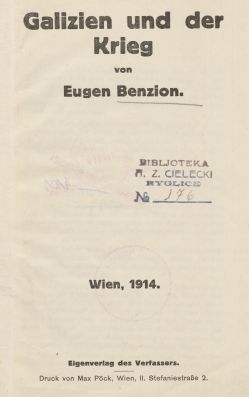 Galizien und der
Krieg
von
Eugen Benzion.
BIBLJOTEKA
H. Z. CIELECKI
RYGLICE
№ 176
Wien, 1914.
Eigenverlag des Verfassers.
Druck von Max Pöck, Wien, II. Stefaniestraße 2.